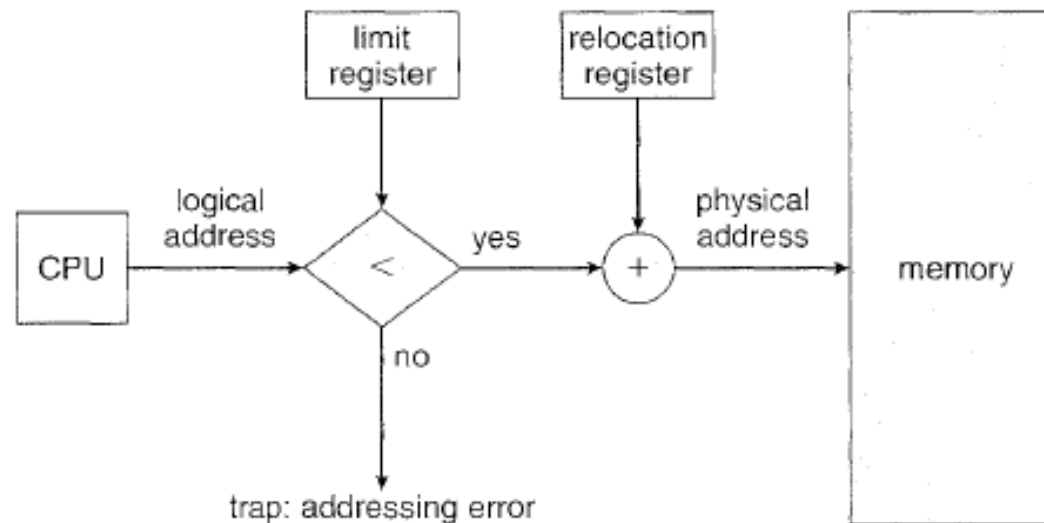 limit
register
relocation
register
logical
address
physical
address
CPU
<
yes
+
memory
no
trap: addressing error